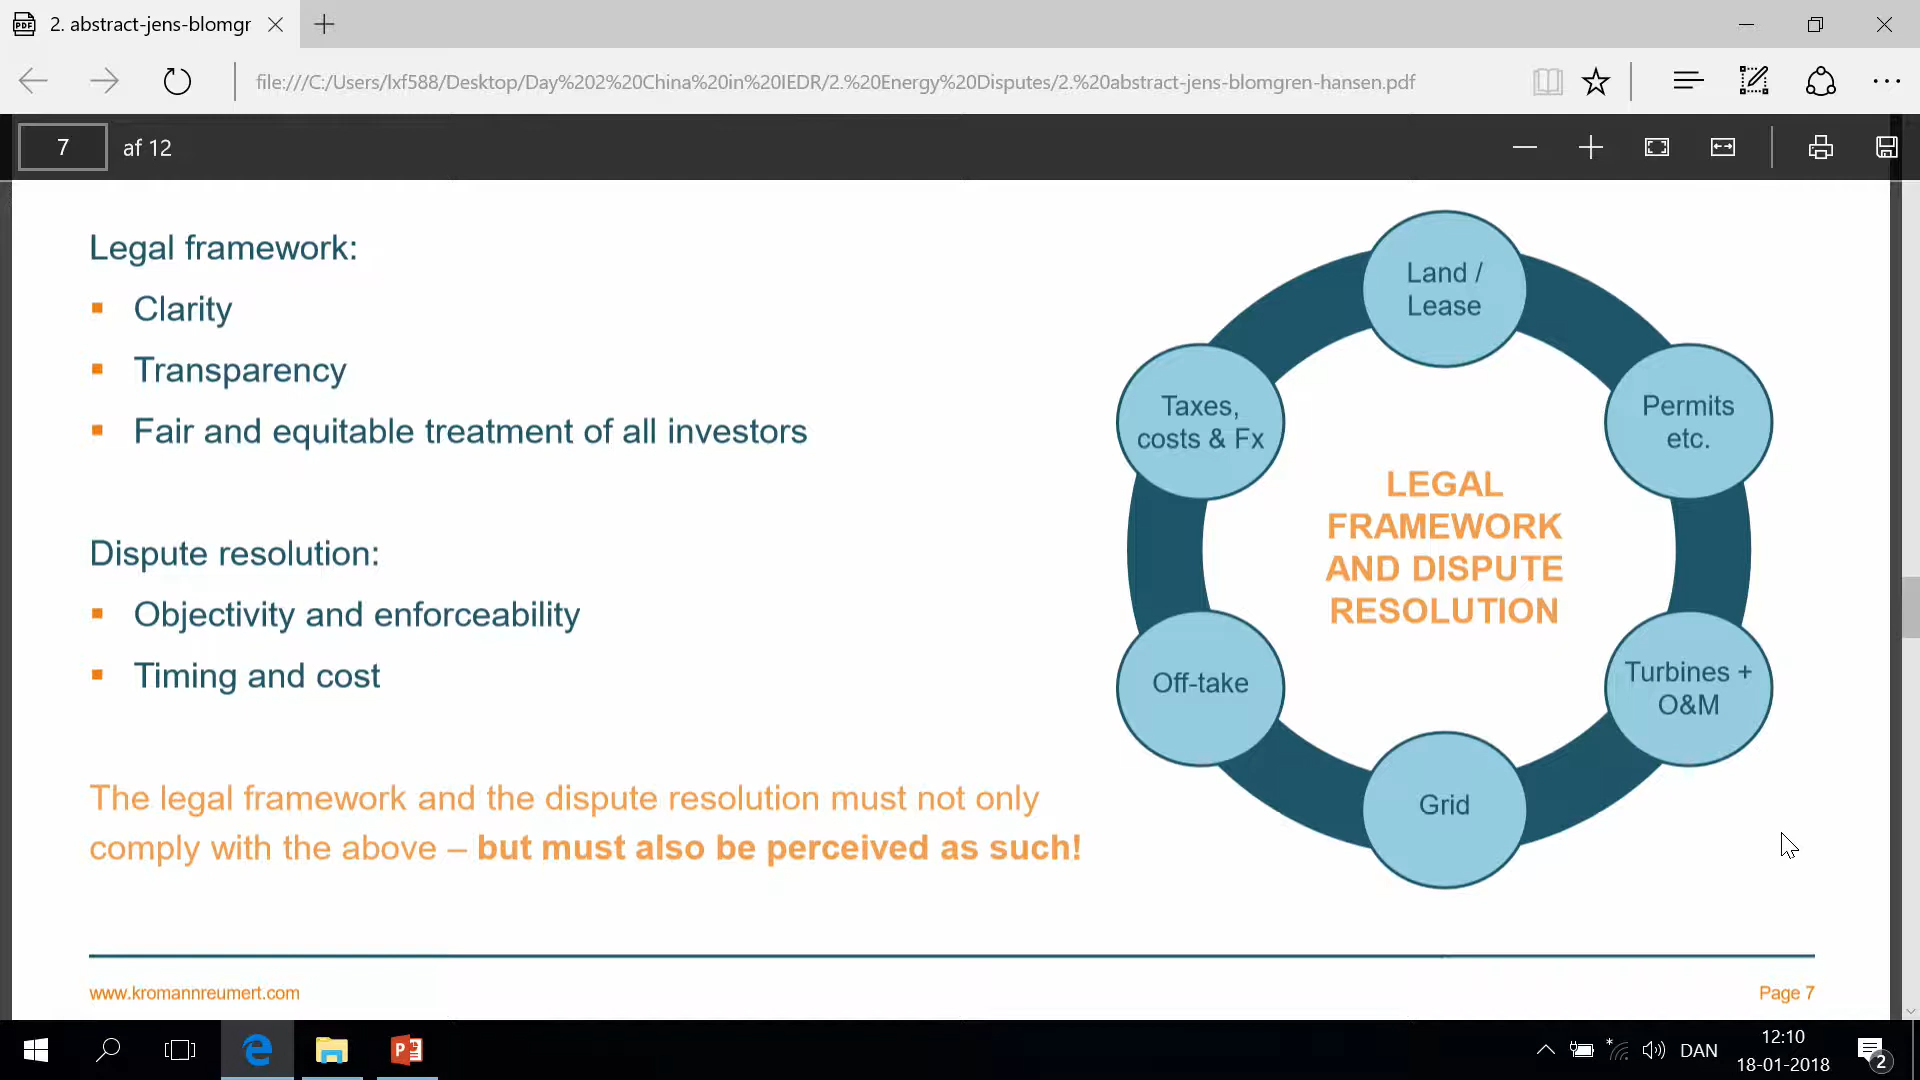 2. abstract-jens-blomgr
file:///C:/Users/lxf588/Desktop/Day%202%20China%20in%20IEDR/2.%20Energy%20Disputes/2.%20abstract-jens-blomgren-hansen.pdf
7 af 12
Legal framework:
Clarity
Transparency
Fair and equitable treatment of all investors
Dispute resolution:
Objectivity and enforceability
Timing and cost
The legal framework and the dispute resolution must not only
comply with the above – but must also be perceived as such!
Land /
Lease
Permits
etc.
Turbines +
O&M
Grid
Off-take
Taxes,
costs & Fx
LEGAL
FRAMEWORK
AND DISPUTE
RESOLUTION
www.kromannreumert.com
Page 7
DAN
12:10
18-01-2018
2